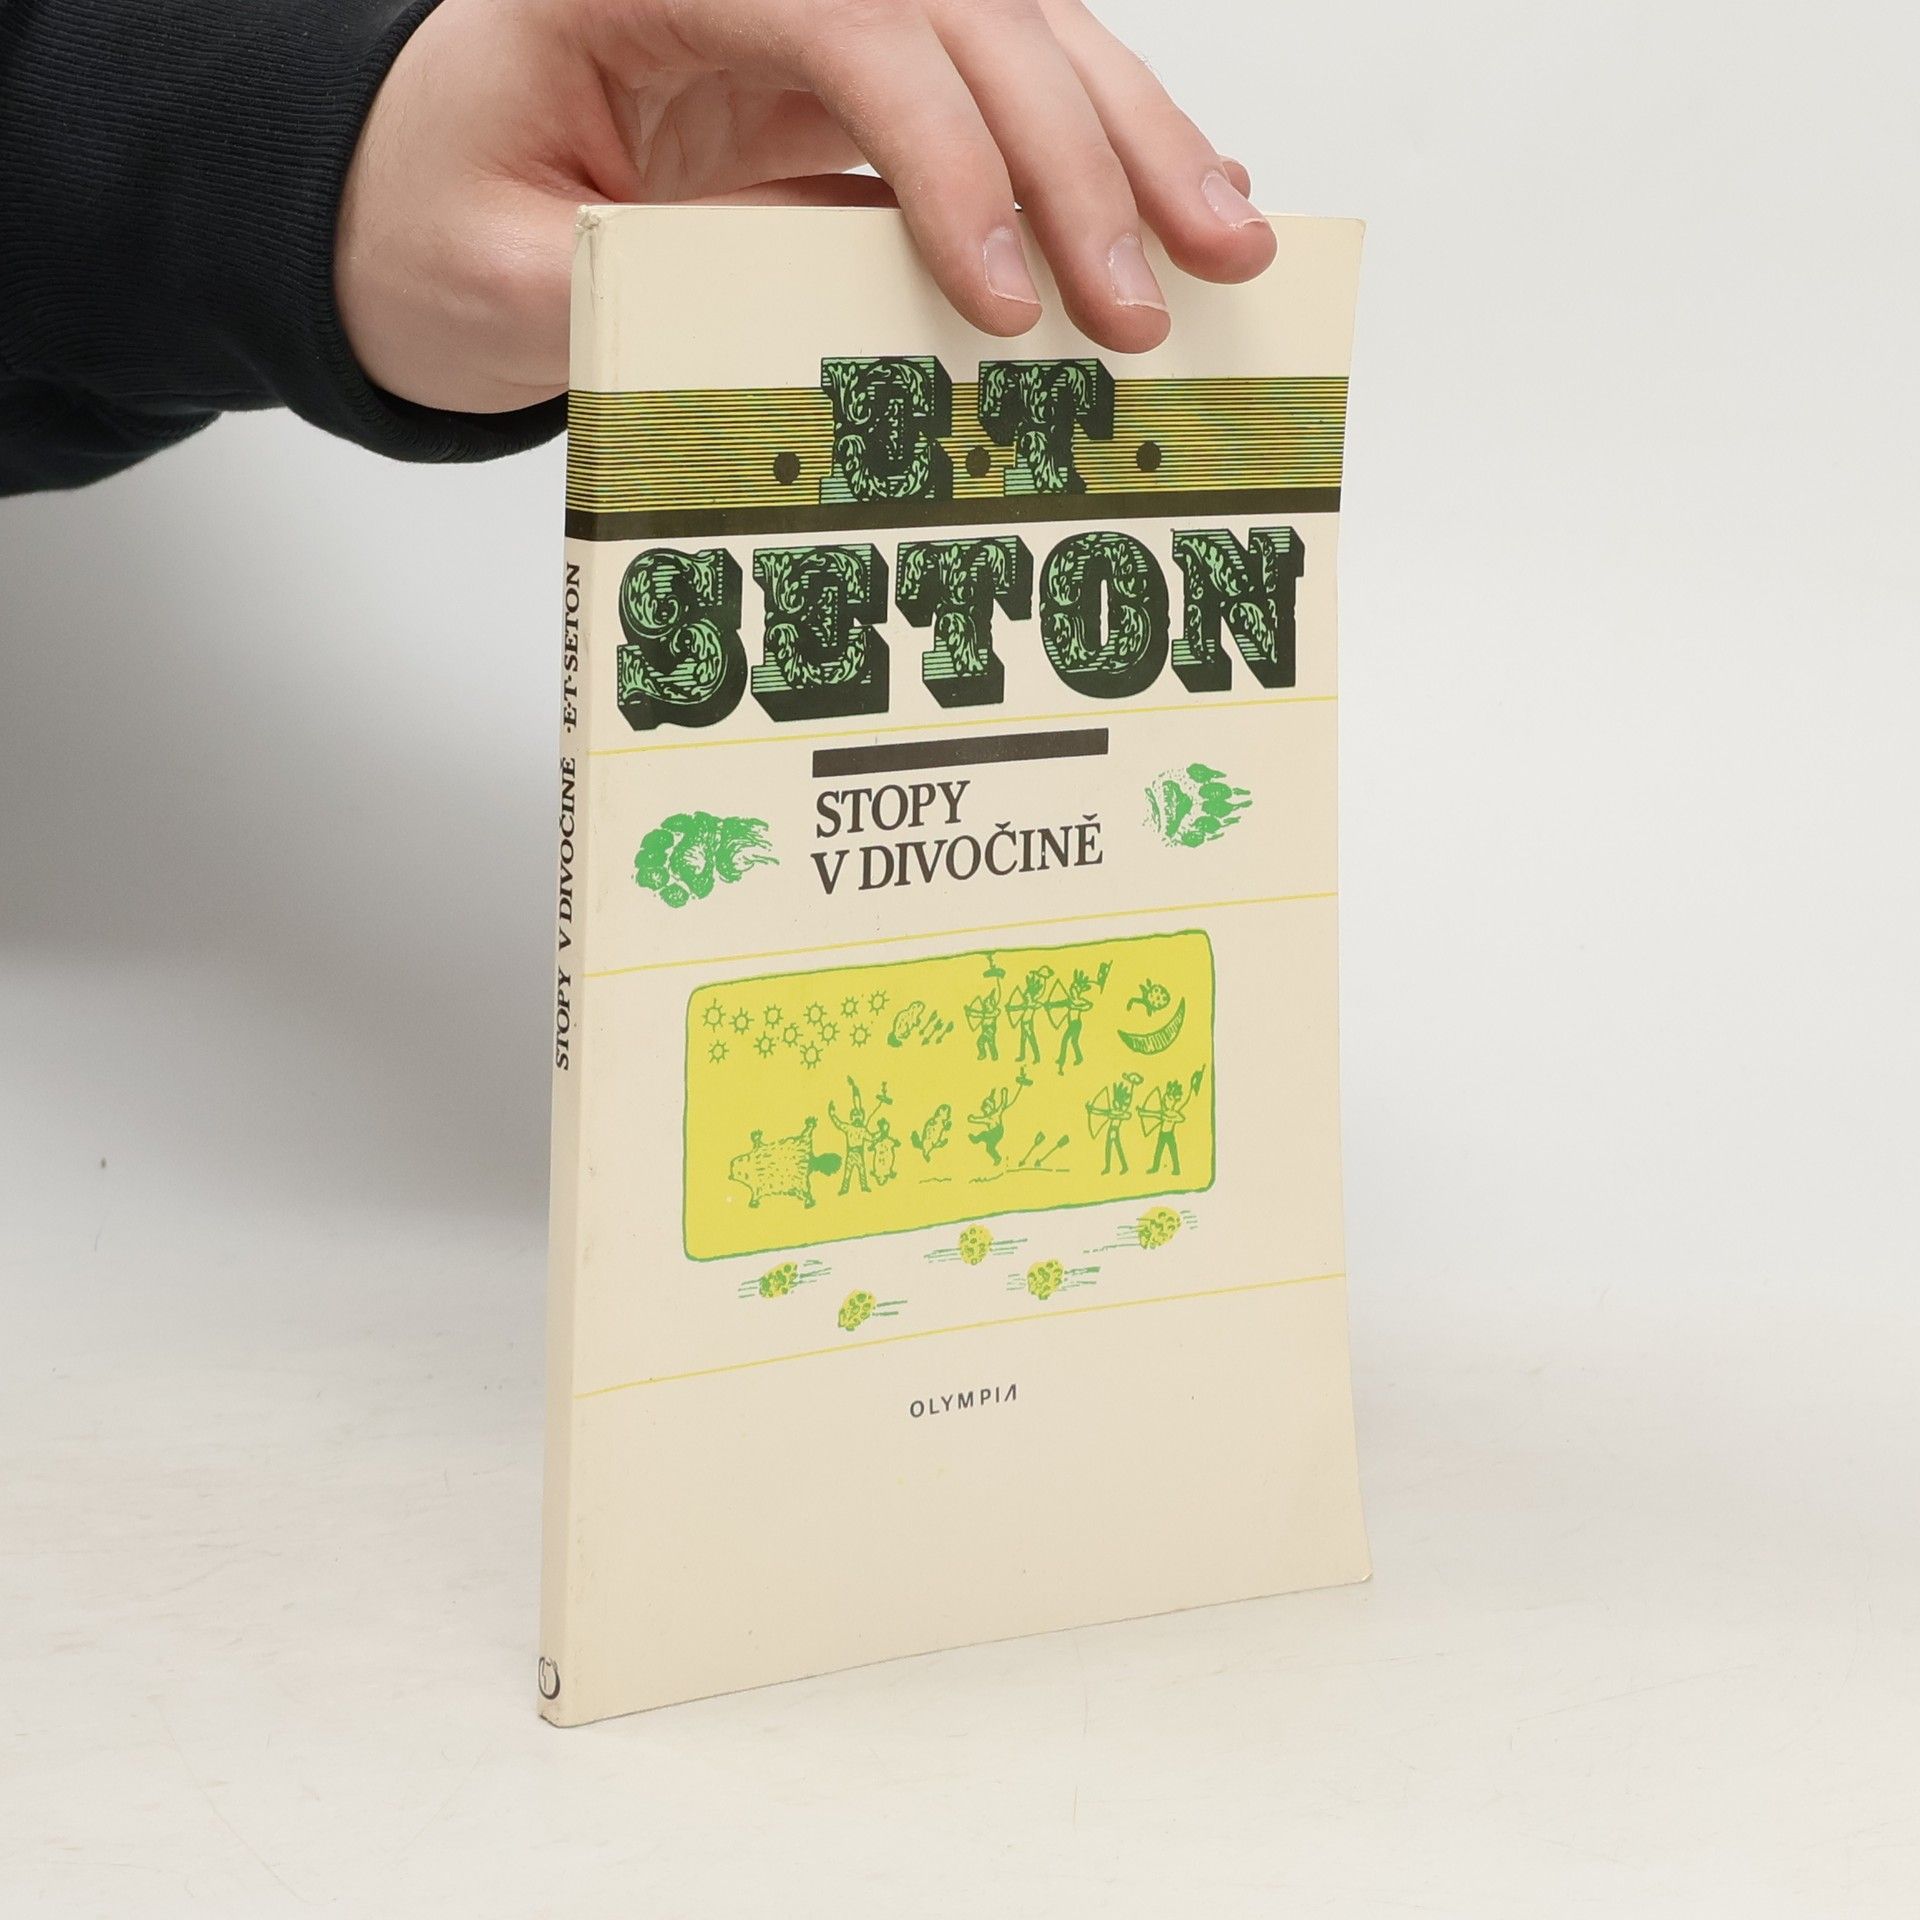 ·E·T·
SETON
STOPY
V DIVOČINĚ
OLYMPIA
STOPY V DIVOČINĚ ·E·T·SETON